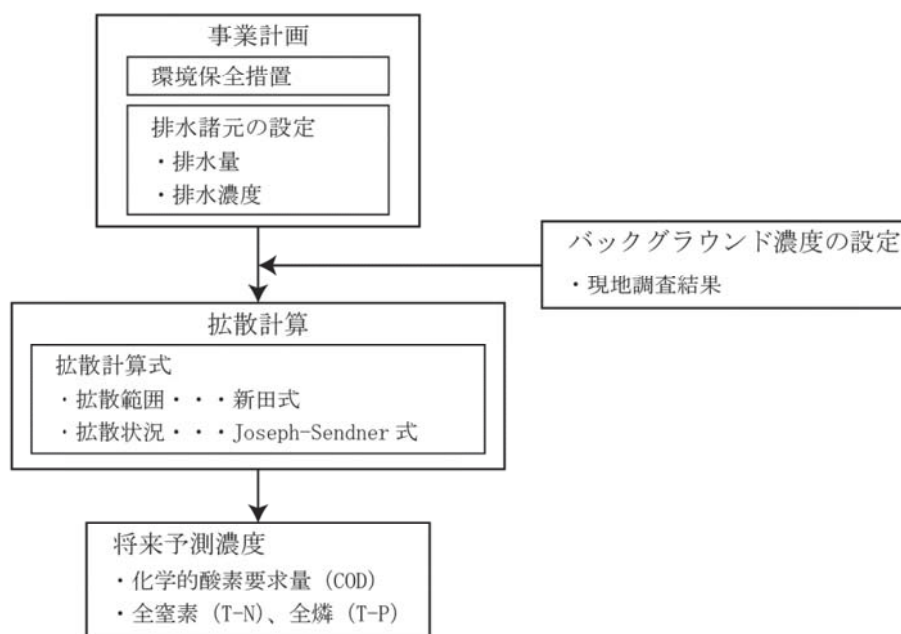 事業計画
環境保全措置
排水諸元の設定
・排水量
・排水濃度
バックグラウンド濃度の設定
・現地調査結果
拡散計算
拡散計算式
・拡散範囲・・・新田式
・拡散状況・・・Joseph-Sendner 式
将来予測濃度
・化学的酸素要求量 (COD)
・全窒素 (T-N)、全燐 (T-P)